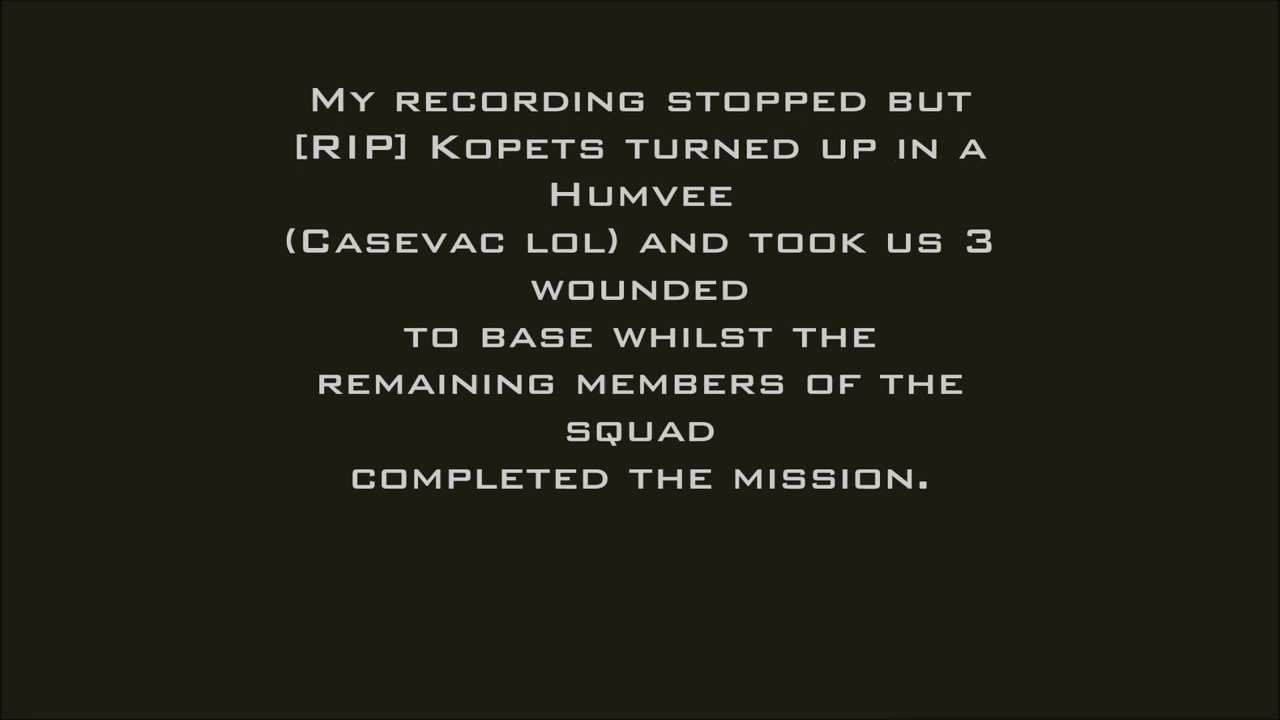 My recording stopped but
[RIP] Kopets turned up in a
Humvee
(Casevac lol) and took us 3
wounded
to base whilst the
remaining members of the
squad
completed the mission.